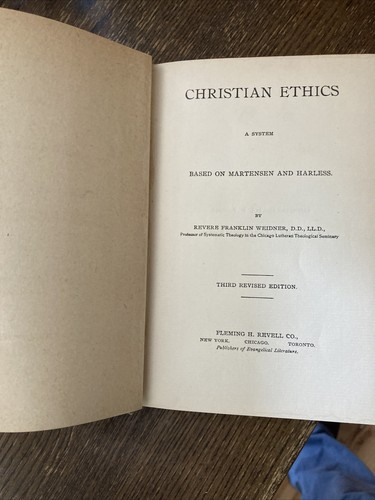 CHRISTIAN ETHICS
A SYSTEM
BASED ON MARTENSEN AND HARLESS.
BY
REVERE FRANKLIN WEIDNER, D.D., LL.D.,
Professor of Systematic Theology in the Chicago Lutheran Theological Seminary
THIRD REVISED EDITION.
FLEMING H. REVELL CO.,
NEW YORK. CHICAGO. TORONTO.
Publishers of Evangelical Literature.